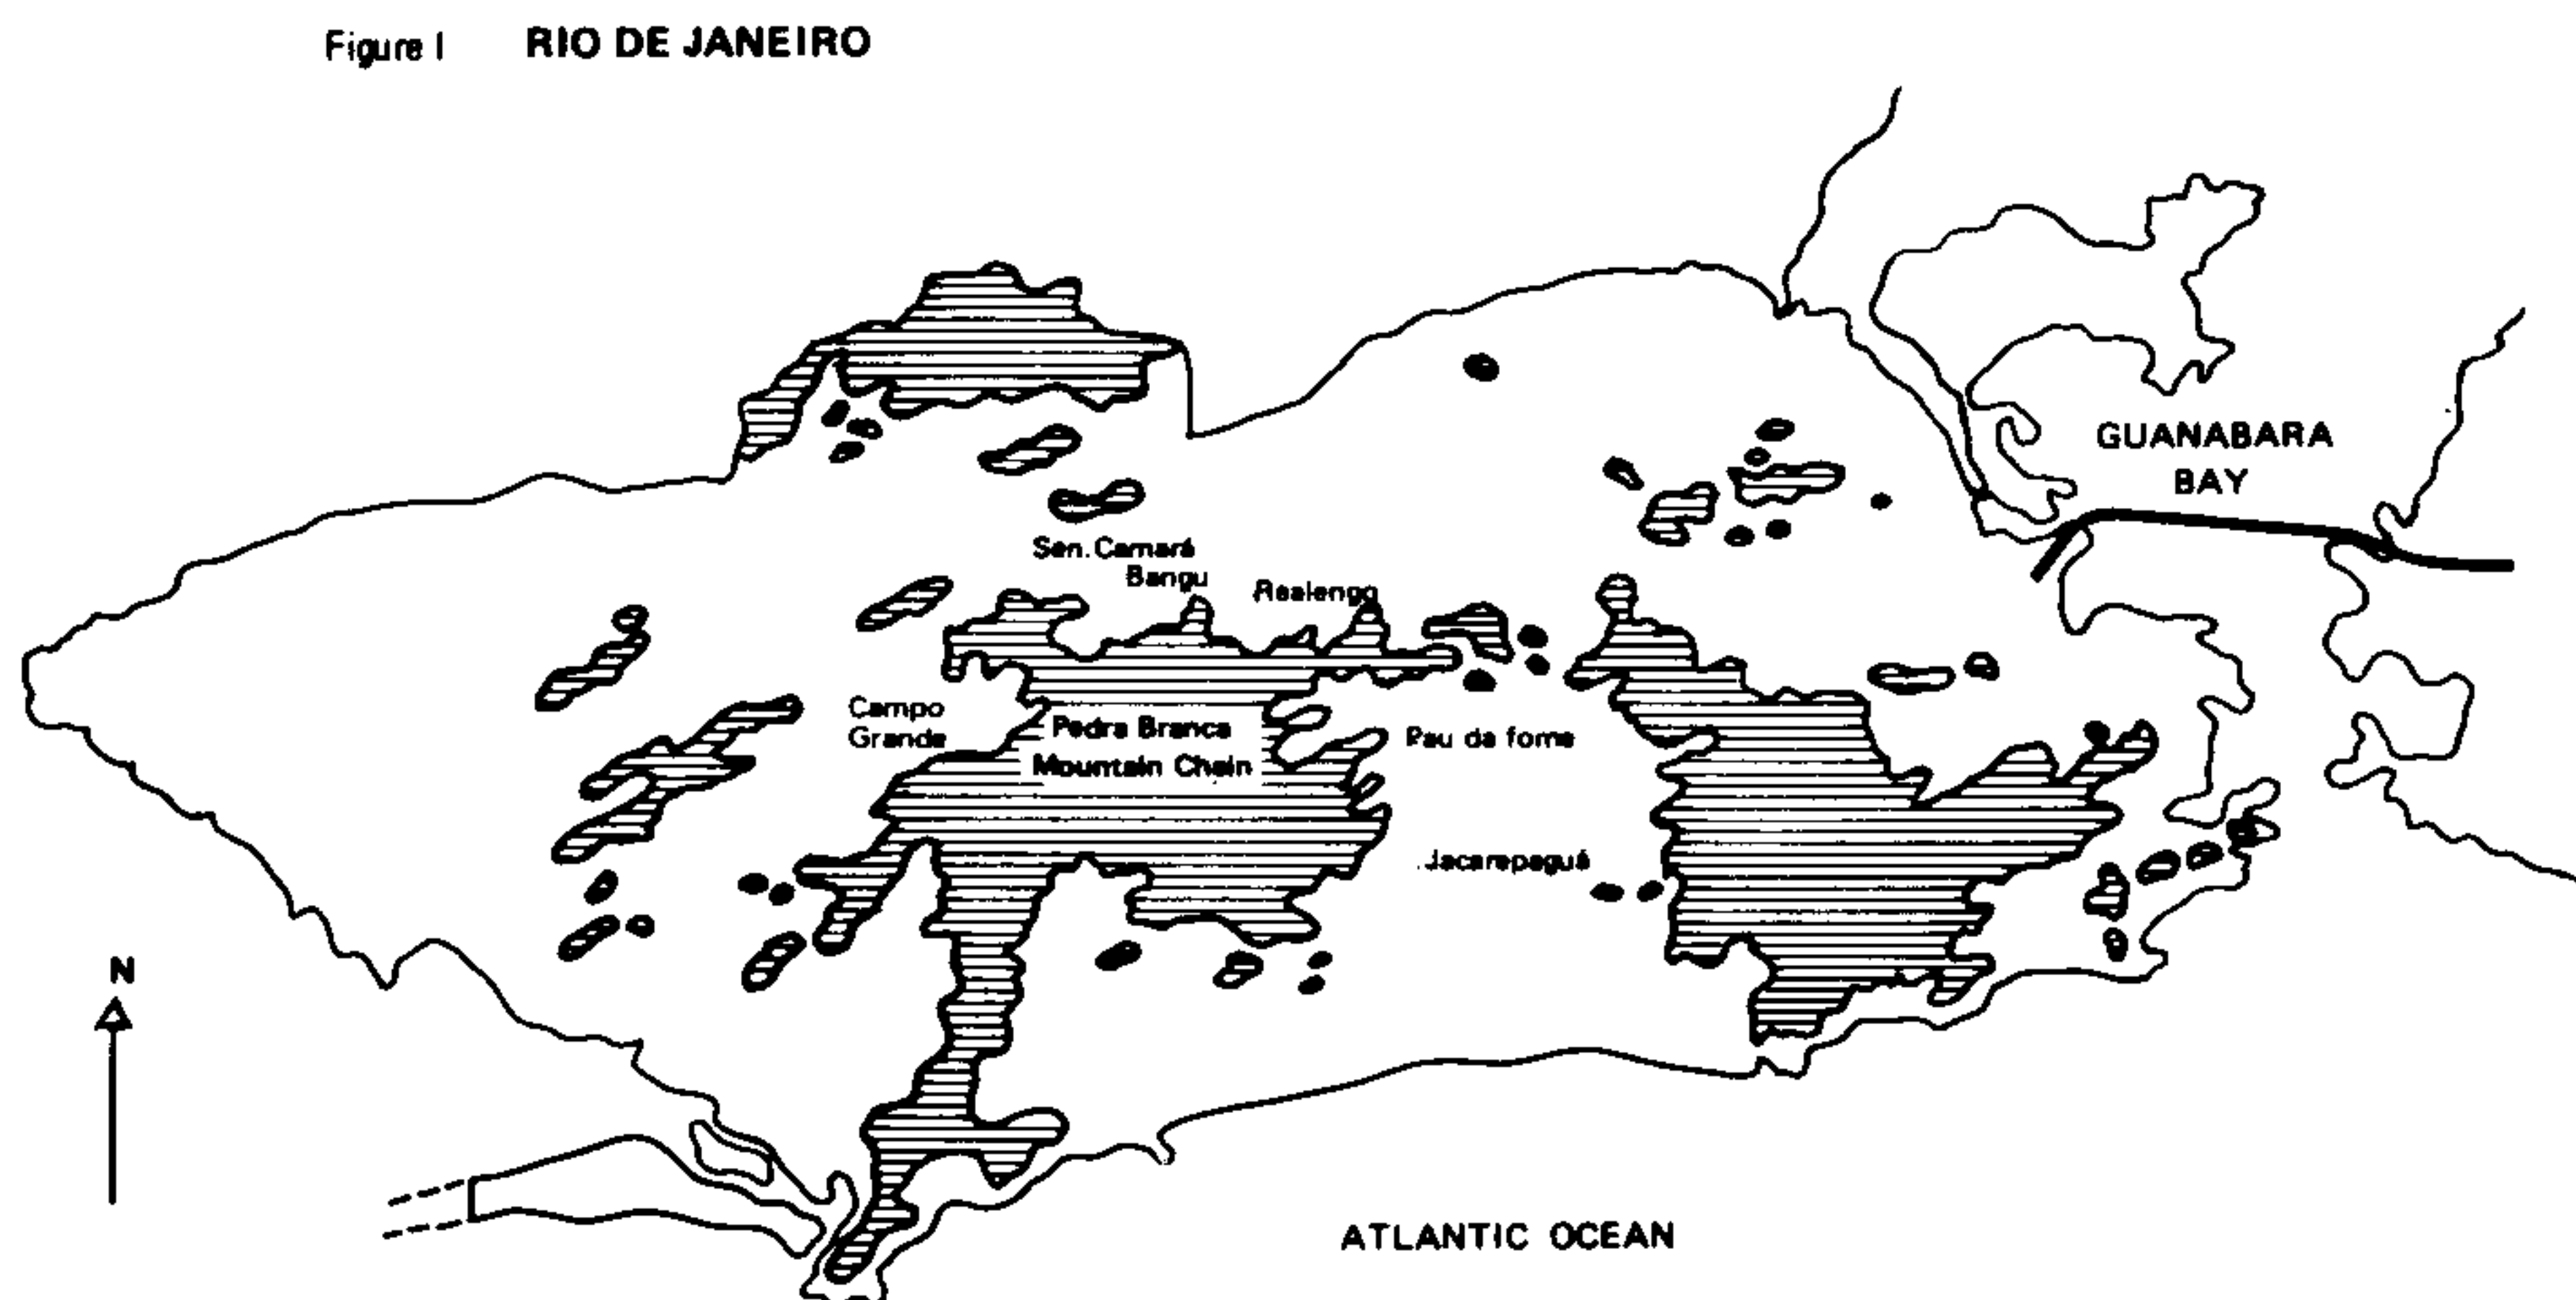 Figure I RIO DE JANEIRO
GUANABARA
BAY
Sen. Camará
Bangu
Realengo
Campo
Grande
Pedra Branca
Mountain Chain
Pau da fome
Jacarepaguá
N
ATLANTIC OCEAN